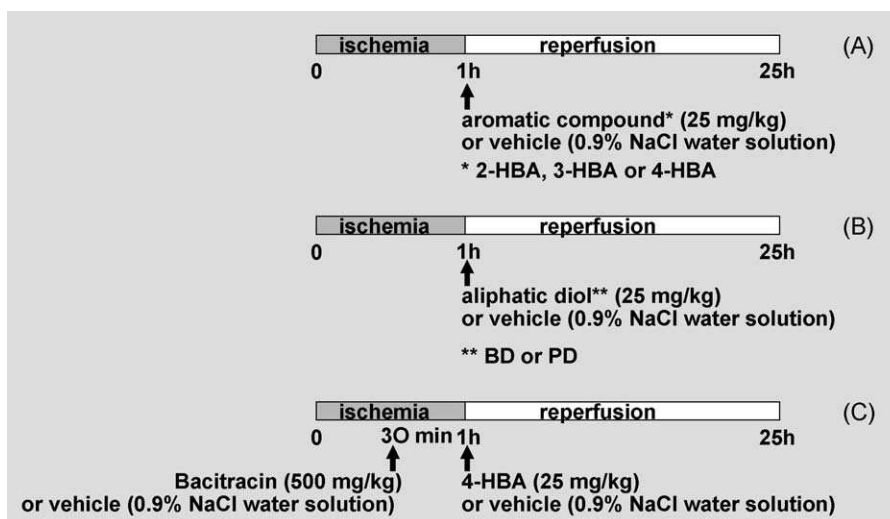 ischemia reperfusion (A)
0 1h 25h
aromatic compound* (25 mg/kg)
or vehicle (0.9% NaCl water solution)
* 2-HBA, 3-HBA or 4-HBA
ischemia reperfusion (B)
0 1h 25h
aliphatic diol** (25 mg/kg)
or vehicle (0.9% NaCl water solution)
** BD or PD
ischemia reperfusion (C)
0 3O min 1h 25h
Bacitracin (500 mg/kg) 4-HBA (25 mg/kg)
or vehicle (0.9% NaCl water solution) or vehicle (0.9% NaCl water solution)